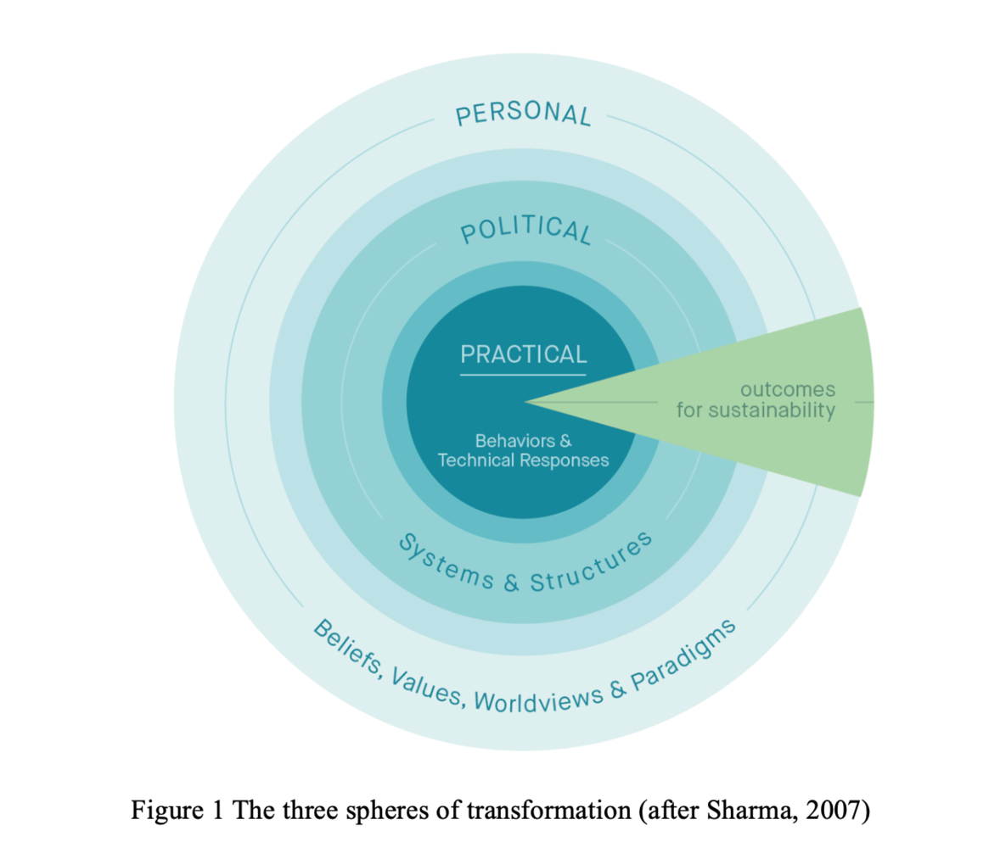 PERSONAL
POLITICAL
PRACTICAL
Behaviors &
Technical Responses
outcomes
for sustainability
Systems & Structures
Beliefs, Values, Worldviews & Paradigms
Figure 1 The three spheres of transformation (after Sharma, 2007)